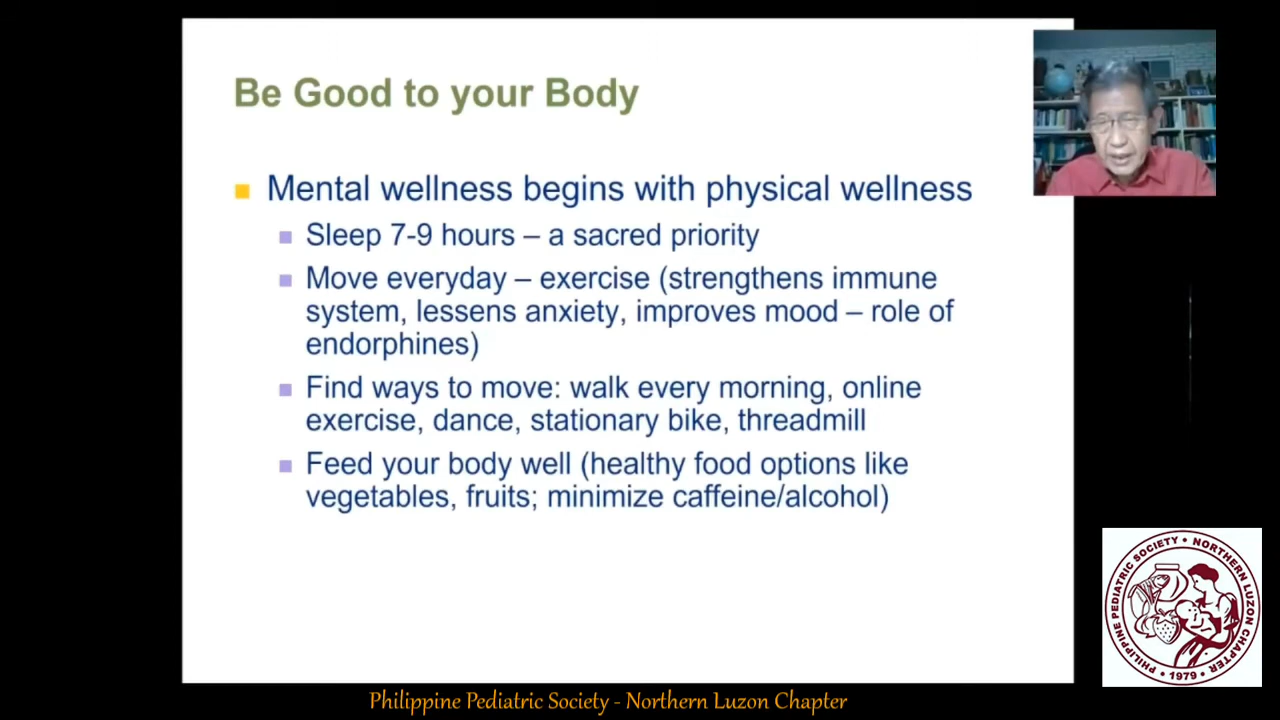 Be Good to your Body
Mental wellness begins with physical wellness
Sleep 7-9 hours – a sacred priority
Move everyday – exercise (strengthens immune
system, lessens anxiety, improves mood – role of
endorphines)
Find ways to move: walk every morning, online
exercise, dance, stationary bike, threadmill
Feed your body well (healthy food options like
vegetables, fruits; minimize caffeine/alcohol)
PHILIPPINE PEDIATRIC SOCIETY • NORTHERN LUZON CHAPTER •
• 1979 •
Philippine Pediatric Society - Northern Luzon Chapter